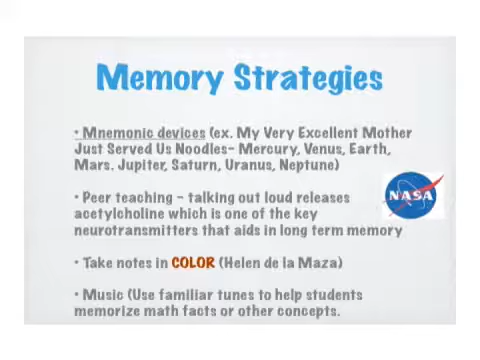 Memory Strategies
• Mnemonic devices (ex. My Very Excellent Mother
Just Served Us Noodles- Mercury, Venus, Earth,
Mars. Jupiter, Saturn, Uranus, Neptune)
• Peer teaching - talking out loud releases
acetylcholine which is one of the key
neurotransmitters that aids in long term memory
NASA
• Take notes in COLOR (Helen de la Maza)
• Music (Use familiar tunes to help students
memorize math facts or other concepts.